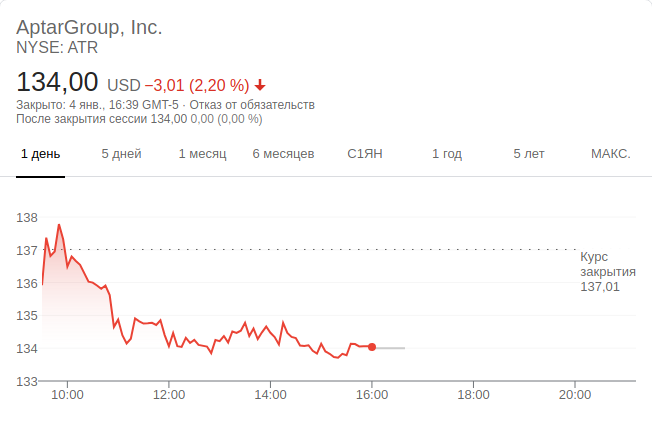 AptarGroup, Inc.
NYSE: ATR
134,00 USD −3,01 (2,20 %)
Закрыто: 4 янв., 16:39 GMT-5 · Отказ от обязательств
После закрытия сессии 134,00 0,00 (0,00 %)
1 день 5 дней 1 месяц 6 месяцев С1ЯН 1 год 5 лет МАКС.
138
137
136
135
134
133
Курс
закрытия
137,01
10:00 12:00 14:00 16:00 18:00 20:00